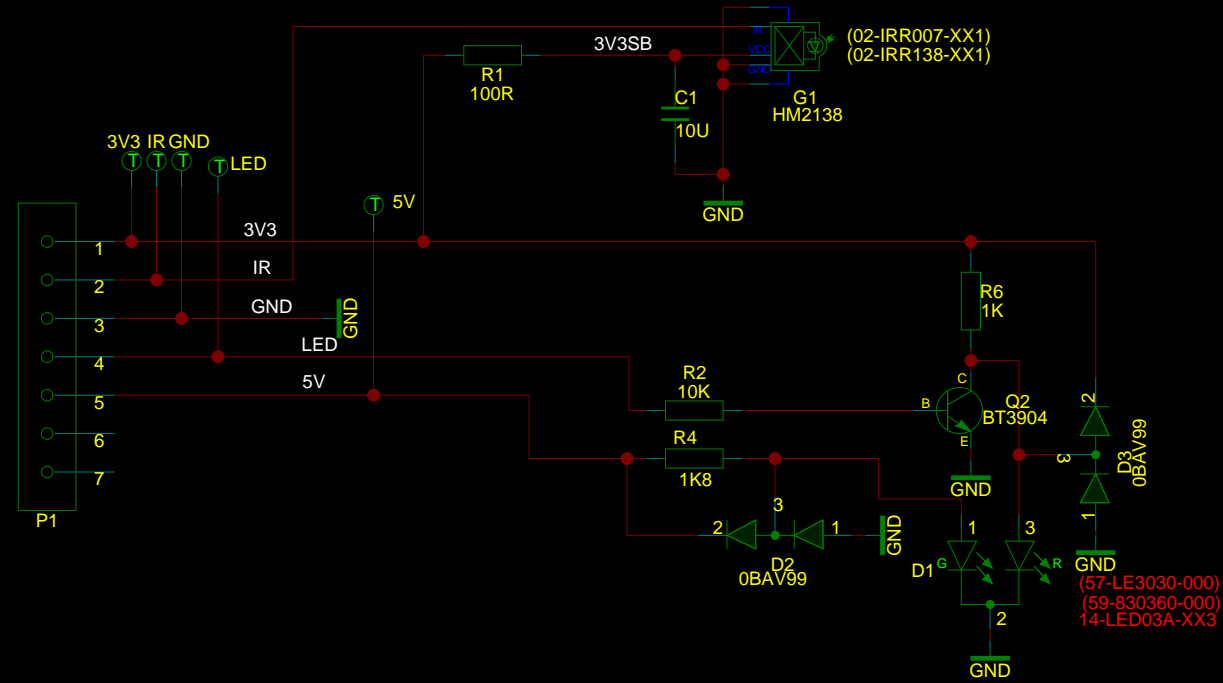 IR
VCC
GND
(02-IRR007-XX1)
(02-IRR138-XX1)
G1
HM2138
3V3SB
R1
100R
C1
10U
GND
3V3 IR GND
T T T T LED
T 5V
3V3
1
IR
2
GND
3
GND
LED
4
5V
5
6
7
P1
R6
1K
R2
10K
B
C
E
Q2
BT3904
GND
R4
1K8
3
2
1
GND
D2
0BAV99
2
3
D3
0BAV99
1
GND
1
3
D1
G
R
2
GND
(57-LE3030-000)
(59-830360-000)
14-LED03A-XX3